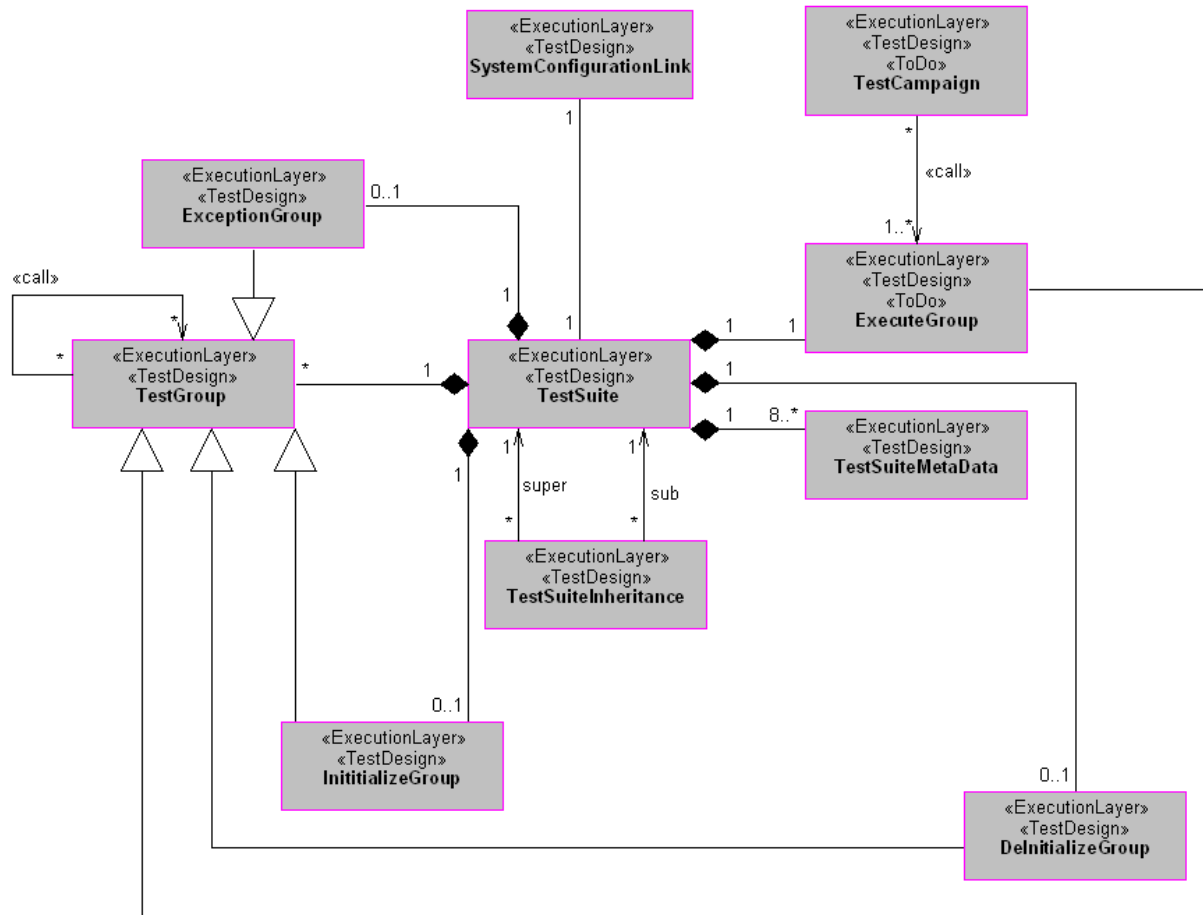 «ExecutionLayer»
«TestDesign»
SystemConfigurationLink
1
«ExecutionLayer»
«TestDesign»
«ToDo»
TestCampaign
*
«call»
1..*
«ExecutionLayer»
«TestDesign»
ExceptionGroup
0..1
1
1
«ExecutionLayer»
«TestDesign»
«ToDo»
ExecuteGroup
«call»
*
*
«ExecutionLayer»
«TestDesign»
TestGroup
*
1
«ExecutionLayer»
«TestDesign»
TestSuite
1
1
1
1
8..*
«ExecutionLayer»
«TestDesign»
TestSuiteMetaData
1
1
1
super
sub
*
*
«ExecutionLayer»
«TestDesign»
TestSuiteInheritance
0..1
«ExecutionLayer»
«TestDesign»
InititializeGroup
0..1
«ExecutionLayer»
«TestDesign»
DeInitializeGroup